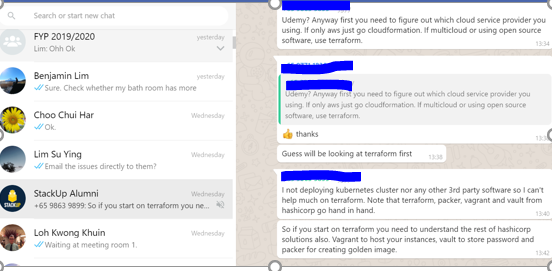 Search or start new chat
FYP 2019/2020
yesterday
Lim: Ohh Ok
Benjamin Lim
yesterday
Sure. Check whether my bath room has more
Choo Chui Har
Wednesday
Ok.
Lim Su Ying
Wednesday
Email the issues directly to them?
StackUp Alumni
Wednesday
+65 9863 9899: So if you start on terraform you ne...
STACKUP
Loh Kwong Khuin
Wednesday
Waiting at meeting room 1.
Udemy? Anyway first you need to figure out which cloud service provider you
using. If only aws just go cloudformation. If multicloud or using open source
software, use terraform.
13:34
Udemy? Anyway first you need to figure out which cloud service provider you
using. If only aws just go cloudformation. If multicloud or using open source
software, use terraform.
👍 thanks
Guess will be looking at terraform first
13:38
I not deploying kubernetes cluster nor any other 3rd party software so I can't
help much on terraform. Note that terraform, packer, vagrant and vault from
hashicorp go hand in hand.
13:40
So if you start on terraform you need to understand the rest of hashicorp
solutions also. Vagrant to host your instances, vault to store password and
packer for creating golden image.
13:42